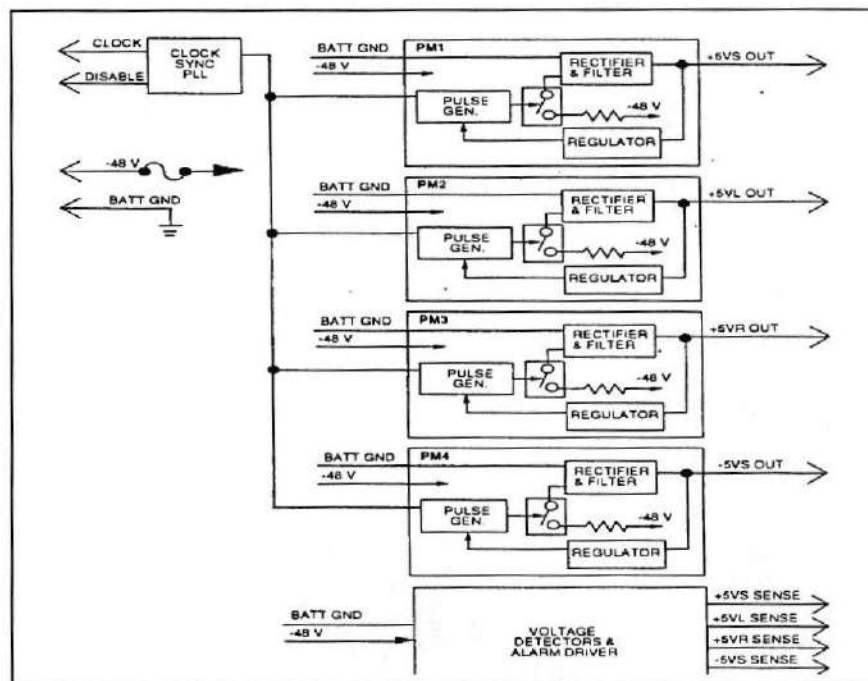 CLOCK
DISABLE
CLOCK
SYNC
PLL
-48 V
BATT GND
BATT GND
-48 V
PM1
RECTIFIER
& FILTER
+5VS OUT
PULSE
GEN.
-48 V
REGULATOR
BATT GND
-48 V
PM2
RECTIFIER
& FILTER
+5VL OUT
PULSE
GEN.
-48 V
REGULATOR
BATT GND
-48 V
PM3
RECTIFIER
& FILTER
+5VR OUT
PULSE
GEN.
-48 V
REGULATOR
BATT GND
-48 V
PM4
RECTIFIER
& FILTER
-5VS OUT
PULSE
GEN.
-48 V
REGULATOR
BATT GND
-48 V
VOLTAGE
DETECTORS &
ALARM DRIVER
+5VS SENSE
+5VL SENSE
+5VR SENSE
-5VS SENSE